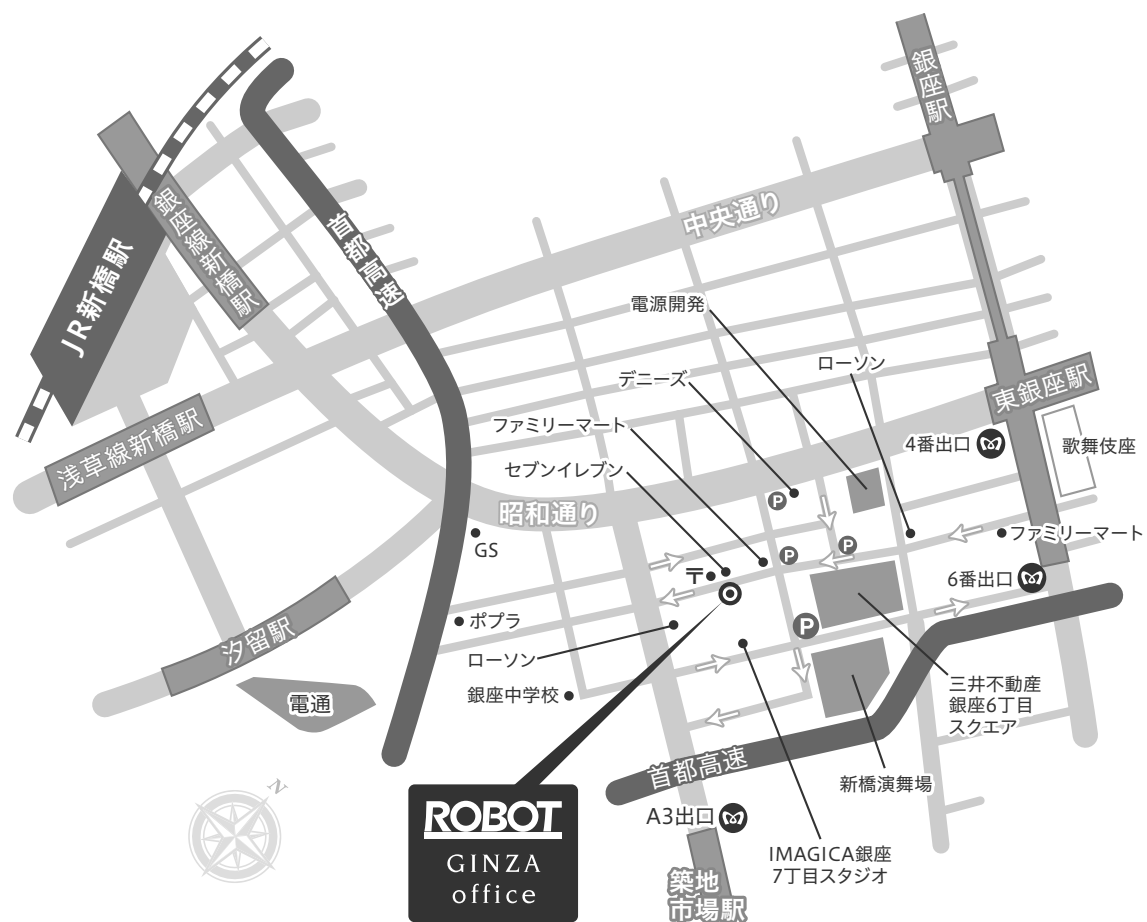 銀座駅
中央通り
首都高速
銀座線新橋駅
JR新橋駅
電源開発
デニーズ
ローソン
ファミリーマート
セブンイレブン
東銀座駅
4番出口
歌舞伎座
浅草線新橋駅
昭和通り
P
GS
P
P
ファミリーマート
〒
6番出口
汐留駅
ポプラ
P
ローソン
電通
銀座中学校
三井不動産
銀座6丁目
スクエア
首都高速
新橋演舞場
N
A3出口
ROBOT
GINZA
office
IMAGICA銀座
7丁目スタジオ
築地
市場駅